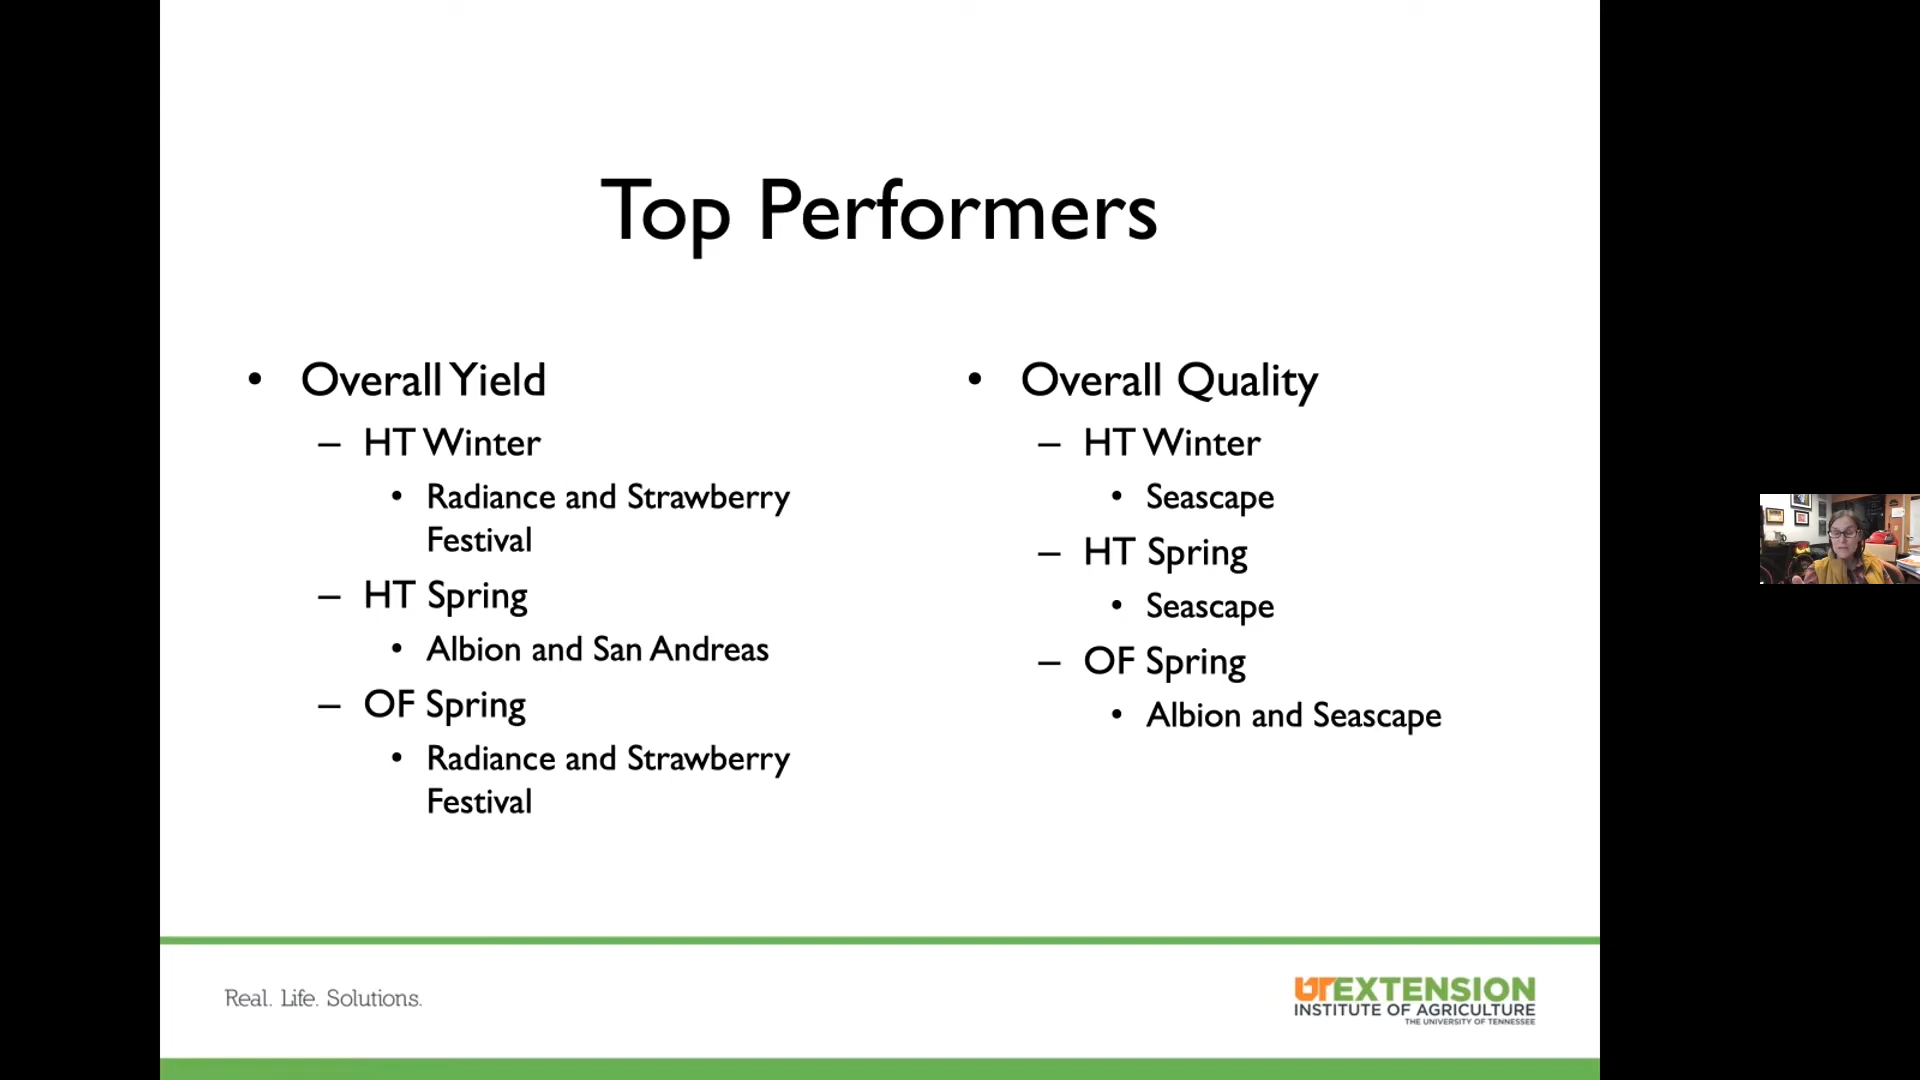 Top Performers
• Overall Yield
– HT Winter
• Radiance and Strawberry
Festival
– HT Spring
• Albion and San Andreas
– OF Spring
• Radiance and Strawberry
Festival
• Overall Quality
– HT Winter
• Seascape
– HT Spring
• Seascape
– OF Spring
• Albion and Seascape
Real. Life. Solutions.
UTEXTENSION
INSTITUTE OF AGRICULTURE
THE UNIVERSITY OF TENNESSEE